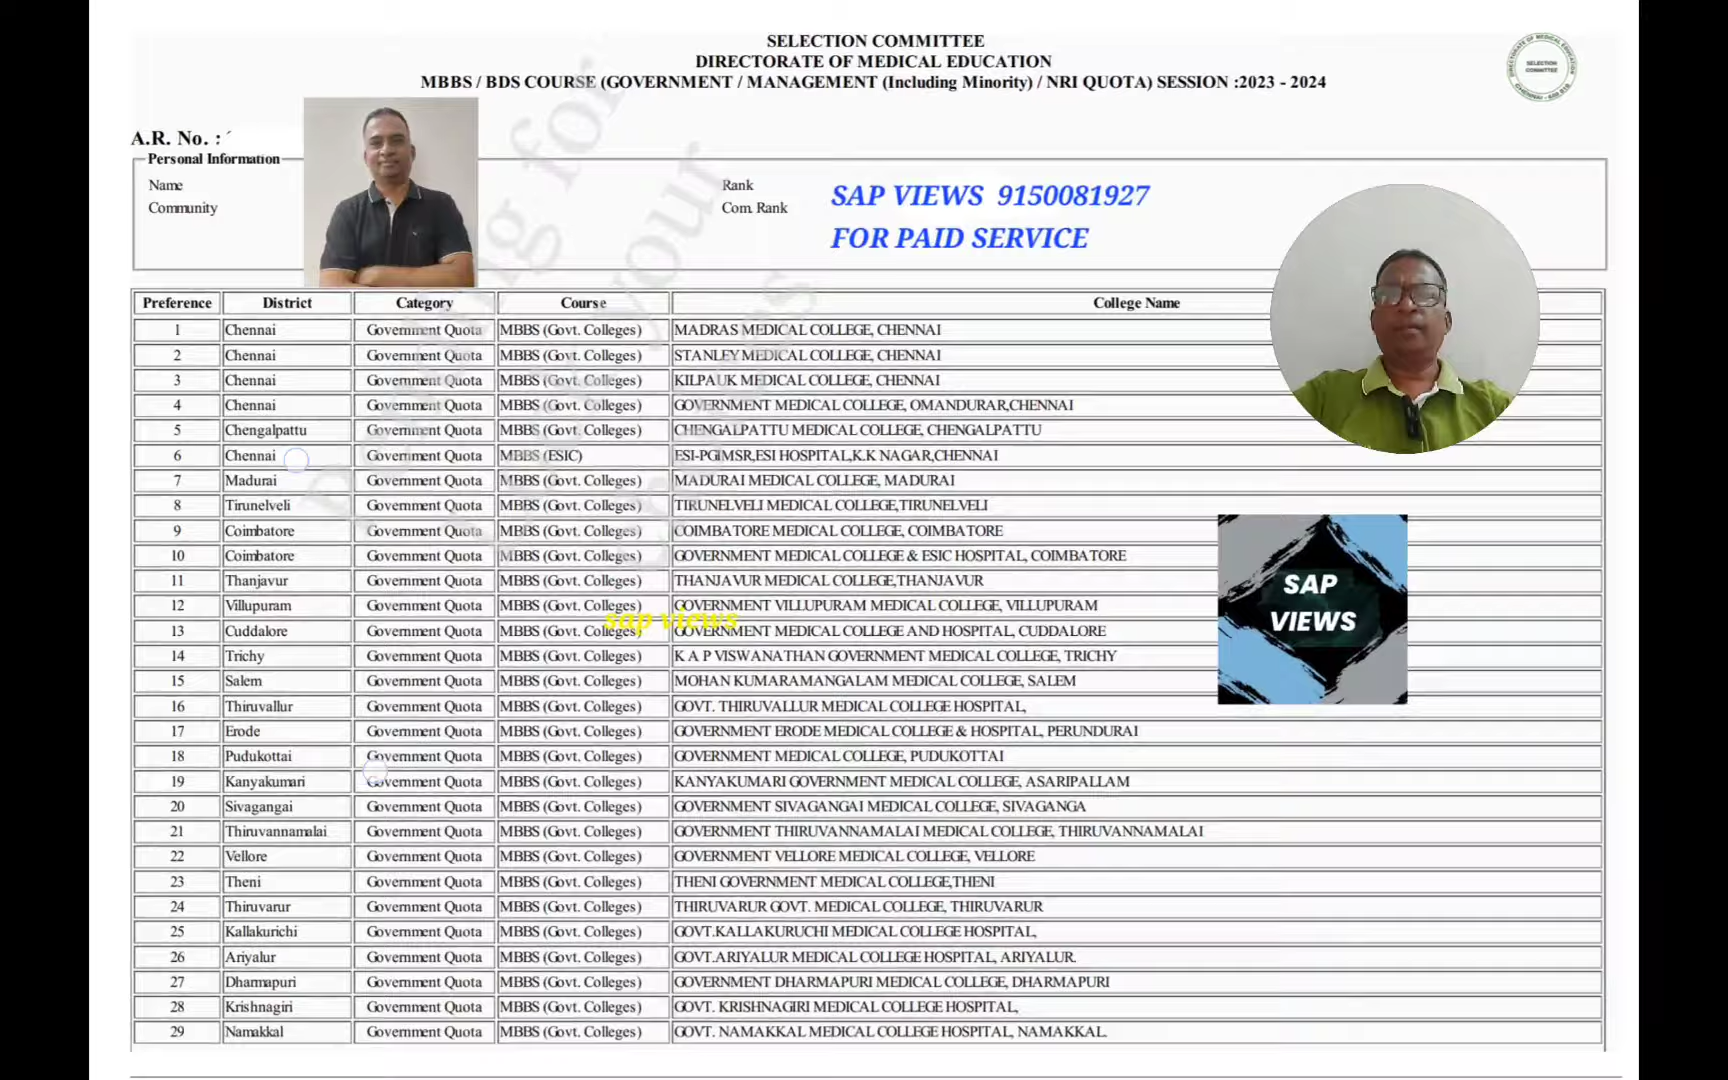 SELECTION COMMITTEE
DIRECTORATE OF MEDICAL EDUCATION
MBBS / BDS COURSE (GOVERNMENT / MANAGEMENT (Including Minority) / NRI QUOTA) SESSION :2023 - 2024
SELECTION COMMITTEE
A.R. No. :
Personal Information
Name Rank
Community Com. Rank
SAP VIEWS 9150081927
FOR PAID SERVICE
Preference District Category Course College Name
1 Chennai Government Quota MBBS (Govt. Colleges) MADRAS MEDICAL COLLEGE, CHENNAI
2 Chennai Government Quota MBBS (Govt. Colleges) STANLEY MEDICAL COLLEGE, CHENNAI
3 Chennai Government Quota MBBS (Govt. Colleges) KILPAUK MEDICAL COLLEGE, CHENNAI
4 Chennai Government Quota MBBS (Govt. Colleges) GOVERNMENT MEDICAL COLLEGE, OMANDURAR,CHENNAI
5 Chengalpattu Government Quota MBBS (Govt. Colleges) CHENGALPATTU MEDICAL COLLEGE, CHENGALPATTU
6 Chennai Government Quota MBBS (ESIC) ESI-PGIMSR,ESI HOSPITAL,K.K NAGAR,CHENNAI
7 Madurai Government Quota MBBS (Govt. Colleges) MADURAI MEDICAL COLLEGE, MADURAI
8 Tirunelveli Government Quota MBBS (Govt. Colleges) TIRUNELVELI MEDICAL COLLEGE,TIRUNELVELI
9 Coimbatore Government Quota MBBS (Govt. Colleges) COIMBATORE MEDICAL COLLEGE, COIMBATORE
10 Coimbatore Government Quota MBBS (Govt. Colleges) GOVERNMENT MEDICAL COLLEGE & ESIC HOSPITAL, COIMBATORE
11 Thanjavur Government Quota MBBS (Govt. Colleges) THANJAVUR MEDICAL COLLEGE,THANJAVUR
12 Villupuram Government Quota MBBS (Govt. Colleges) GOVERNMENT VILLUPURAM MEDICAL COLLEGE, VILLUPURAM
sap views
13 Cuddalore Government Quota MBBS (Govt. Colleges) GOVERNMENT MEDICAL COLLEGE AND HOSPITAL, CUDDALORE
14 Trichy Government Quota MBBS (Govt. Colleges) K A P VISWANATHAN GOVERNMENT MEDICAL COLLEGE, TRICHY
15 Salem Government Quota MBBS (Govt. Colleges) MOHAN KUMARAMANGALAM MEDICAL COLLEGE, SALEM
16 Thiruvallur Government Quota MBBS (Govt. Colleges) GOVT. THIRUVALLUR MEDICAL COLLEGE HOSPITAL,
17 Erode Government Quota MBBS (Govt. Colleges) GOVERNMENT ERODE MEDICAL COLLEGE & HOSPITAL, PERUNDURAI
18 Pudukottai Government Quota MBBS (Govt. Colleges) GOVERNMENT MEDICAL COLLEGE, PUDUKOTTAI
19 Kanyakumari Government Quota MBBS (Govt. Colleges) KANYAKUMARI GOVERNMENT MEDICAL COLLEGE, ASARIPALLAM
20 Sivagangai Government Quota MBBS (Govt. Colleges) GOVERNMENT SIVAGANGAI MEDICAL COLLEGE, SIVAGANGA
21 Thiruvannamalai Government Quota MBBS (Govt. Colleges) GOVERNMENT THIRUVANNAMALAI MEDICAL COLLEGE, THIRUVANNAMALAI
22 Vellore Government Quota MBBS (Govt. Colleges) GOVERNMENT VELLORE MEDICAL COLLEGE, VELLORE
23 Theni Government Quota MBBS (Govt. Colleges) THENI GOVERNMENT MEDICAL COLLEGE,THENI
24 Thiruvarur Government Quota MBBS (Govt. Colleges) THIRUVARUR GOVT. MEDICAL COLLEGE, THIRUVARUR
25 Kallakurichi Government Quota MBBS (Govt. Colleges) GOVT.KALLAKURUCHI MEDICAL COLLEGE HOSPITAL,
26 Ariyalur Government Quota MBBS (Govt. Colleges) GOVT.ARIYALUR MEDICAL COLLEGE HOSPITAL, ARIYALUR.
27 Dharmapuri Government Quota MBBS (Govt. Colleges) GOVERNMENT DHARMAPURI MEDICAL COLLEGE, DHARMAPURI
28 Krishnagiri Government Quota MBBS (Govt. Colleges) GOVT. KRISHNAGIRI MEDICAL COLLEGE HOSPITAL,
29 Namakkal Government Quota MBBS (Govt. Colleges) GOVT. NAMAKKAL MEDICAL COLLEGE HOSPITAL, NAMAKKAL.
SAP
VIEWS